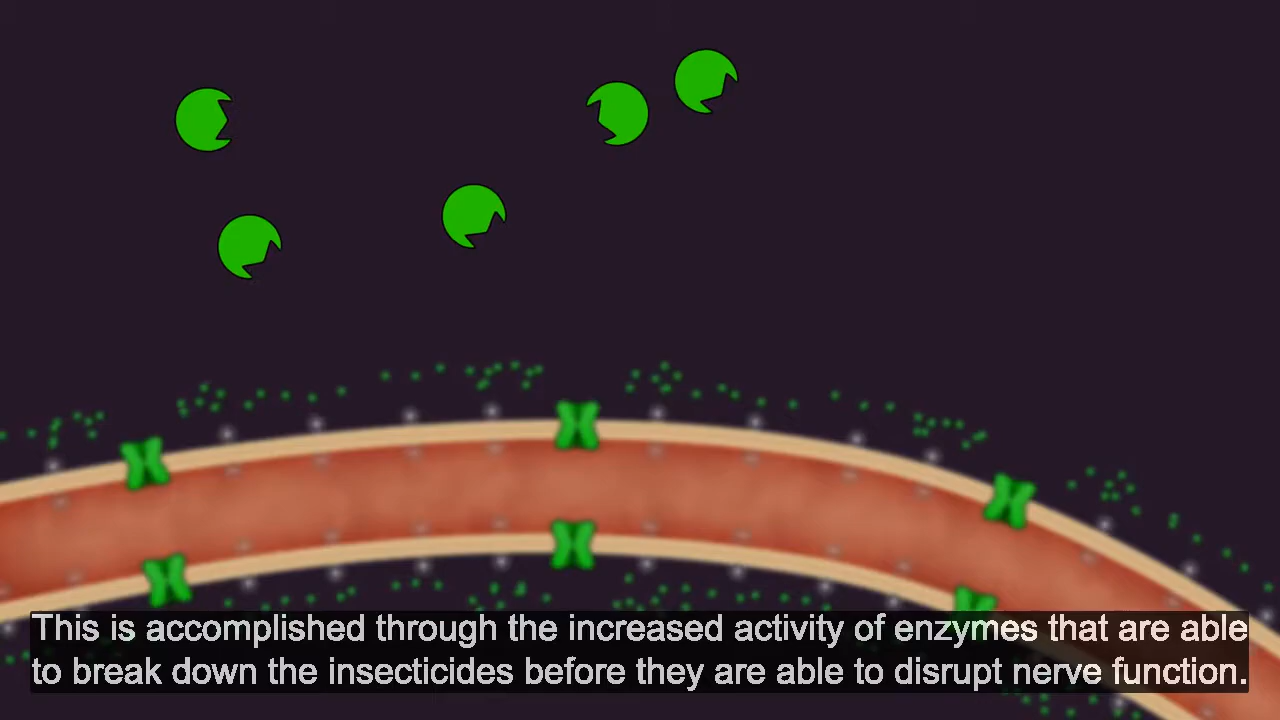 This is accomplished through the increased activity of enzymes that are able
to break down the insecticides before they are able to disrupt nerve function.